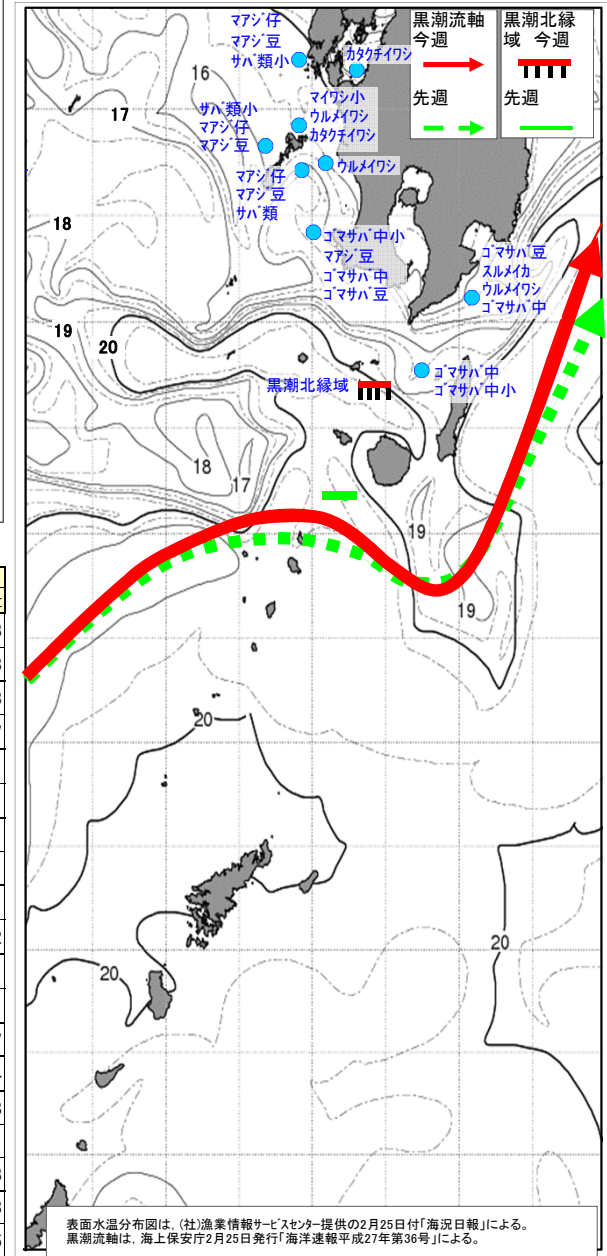 マアジ仔
マアジ豆
サバ類小
カタクチイワシ
黒潮流軸
今週
先週
黒潮北縁
域 今週
先週
16
17
サバ類小
マアジ仔
マアジ豆
マイワシ小
ウルメイワシ
カタクチイワシ
ウルメイワシ
マアジ仔
マアジ豆
サバ類
18
ゴマサバ中小
マアジ豆
ゴマサバ中
ゴマサバ豆
ゴマサバ豆
スルメイカ
ウルメイワシ
ゴマサバ中
19
20
黒潮北縁域
ゴマサバ中
ゴマサバ中小
18
17
19
19
20
20
20
表面水温分布図は、(社)漁業情報サービスセンター提供の2月25日付「海況日報」による。
黒潮流軸は、海上保安庁2月25日発行「海洋速報平成27年第36号」による。